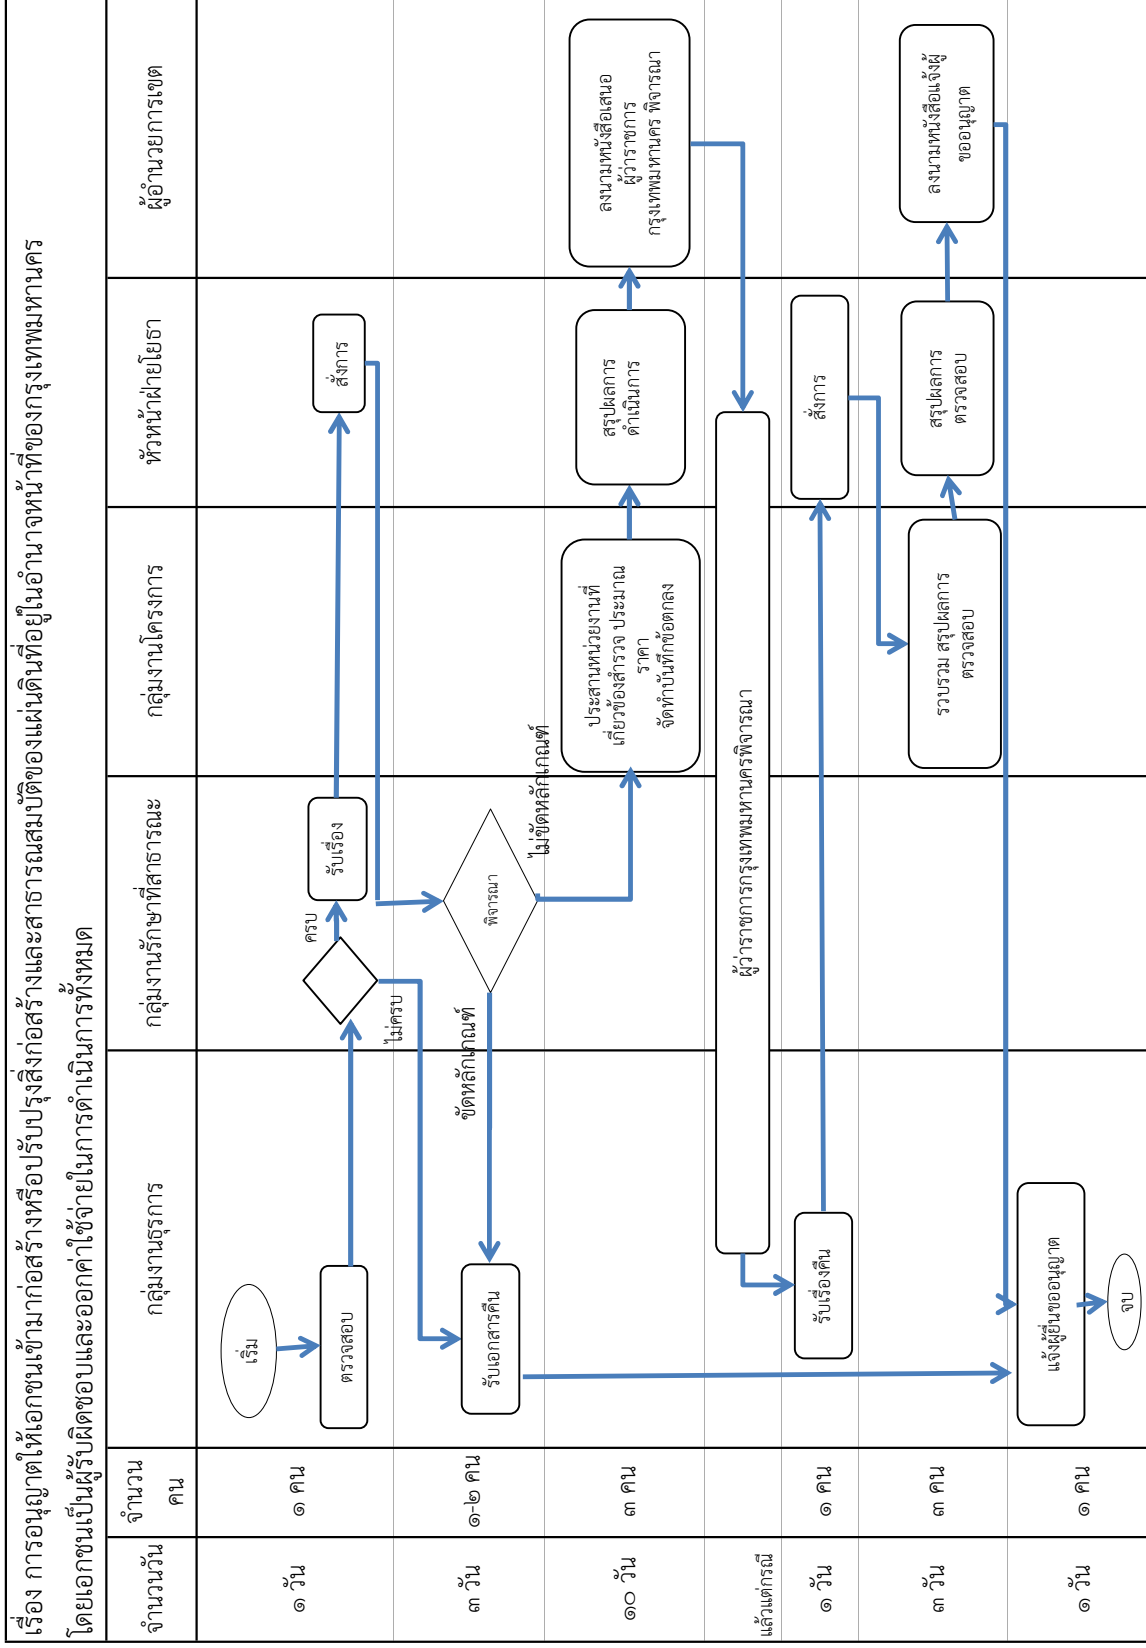 เรื่อง การอนุญาตให้เอกชนเข้ามาก่อสร้างหรือปรับปรุงสิ่งก่อสร้างและสาธารณสมบัติของแผ่นดินที่อยู่ในอำนาจหน้าที่ของกรุงเทพมหานคร
โดยเอกชนเป็นผู้รับผิดชอบและออกค่าใช้จ่ายในการดำเนินการทั้งหมด
จำนวนวัน
จำนวน
คน
กลุ่มงานธุรการ
กลุ่มงานรักษาที่สาธารณะ
กลุ่มงานโครงการ
หัวหน้าฝ่ายโยธา
ผู้อำนวยการเขต
๑ วัน
๑ คน
เริ่ม
ตรวจสอบ
ครบ
ไม่ครบ
รับเรื่อง
สั่งการ
๓ วัน
๑-๒ คน
รับเอกสารคืน
ขัดหลักเกณฑ์
พิจารณา
ไม่ขัดหลักเกณฑ์
๑๐ วัน
๓ คน
ประสานหน่วยงานที่
เกี่ยวข้องสำรวจ ประมาณ
ราคา
จัดทำบันทึกข้อตกลง
สรุปผลการ
ดำเนินการ
ลงนามหนังสือเสนอ
ผู้ว่าราชการ
กรุงเทพมหานคร พิจารณา
แล้วแต่กรณี
ผู้ว่าราชการกรุงเทพมหานครพิจารณา
๑ วัน
๑ คน
รับเรื่องคืน
สั่งการ
๓ วัน
๓ คน
รวบรวม สรุปผลการ
ตรวจสอบ
สรุปผลการ
ตรวจสอบ
ลงนามหนังสือแจ้งผู้
ขออนุญาต
๑ วัน
๑ คน
แจ้งผู้ยื่นขออนุญาต
จบ